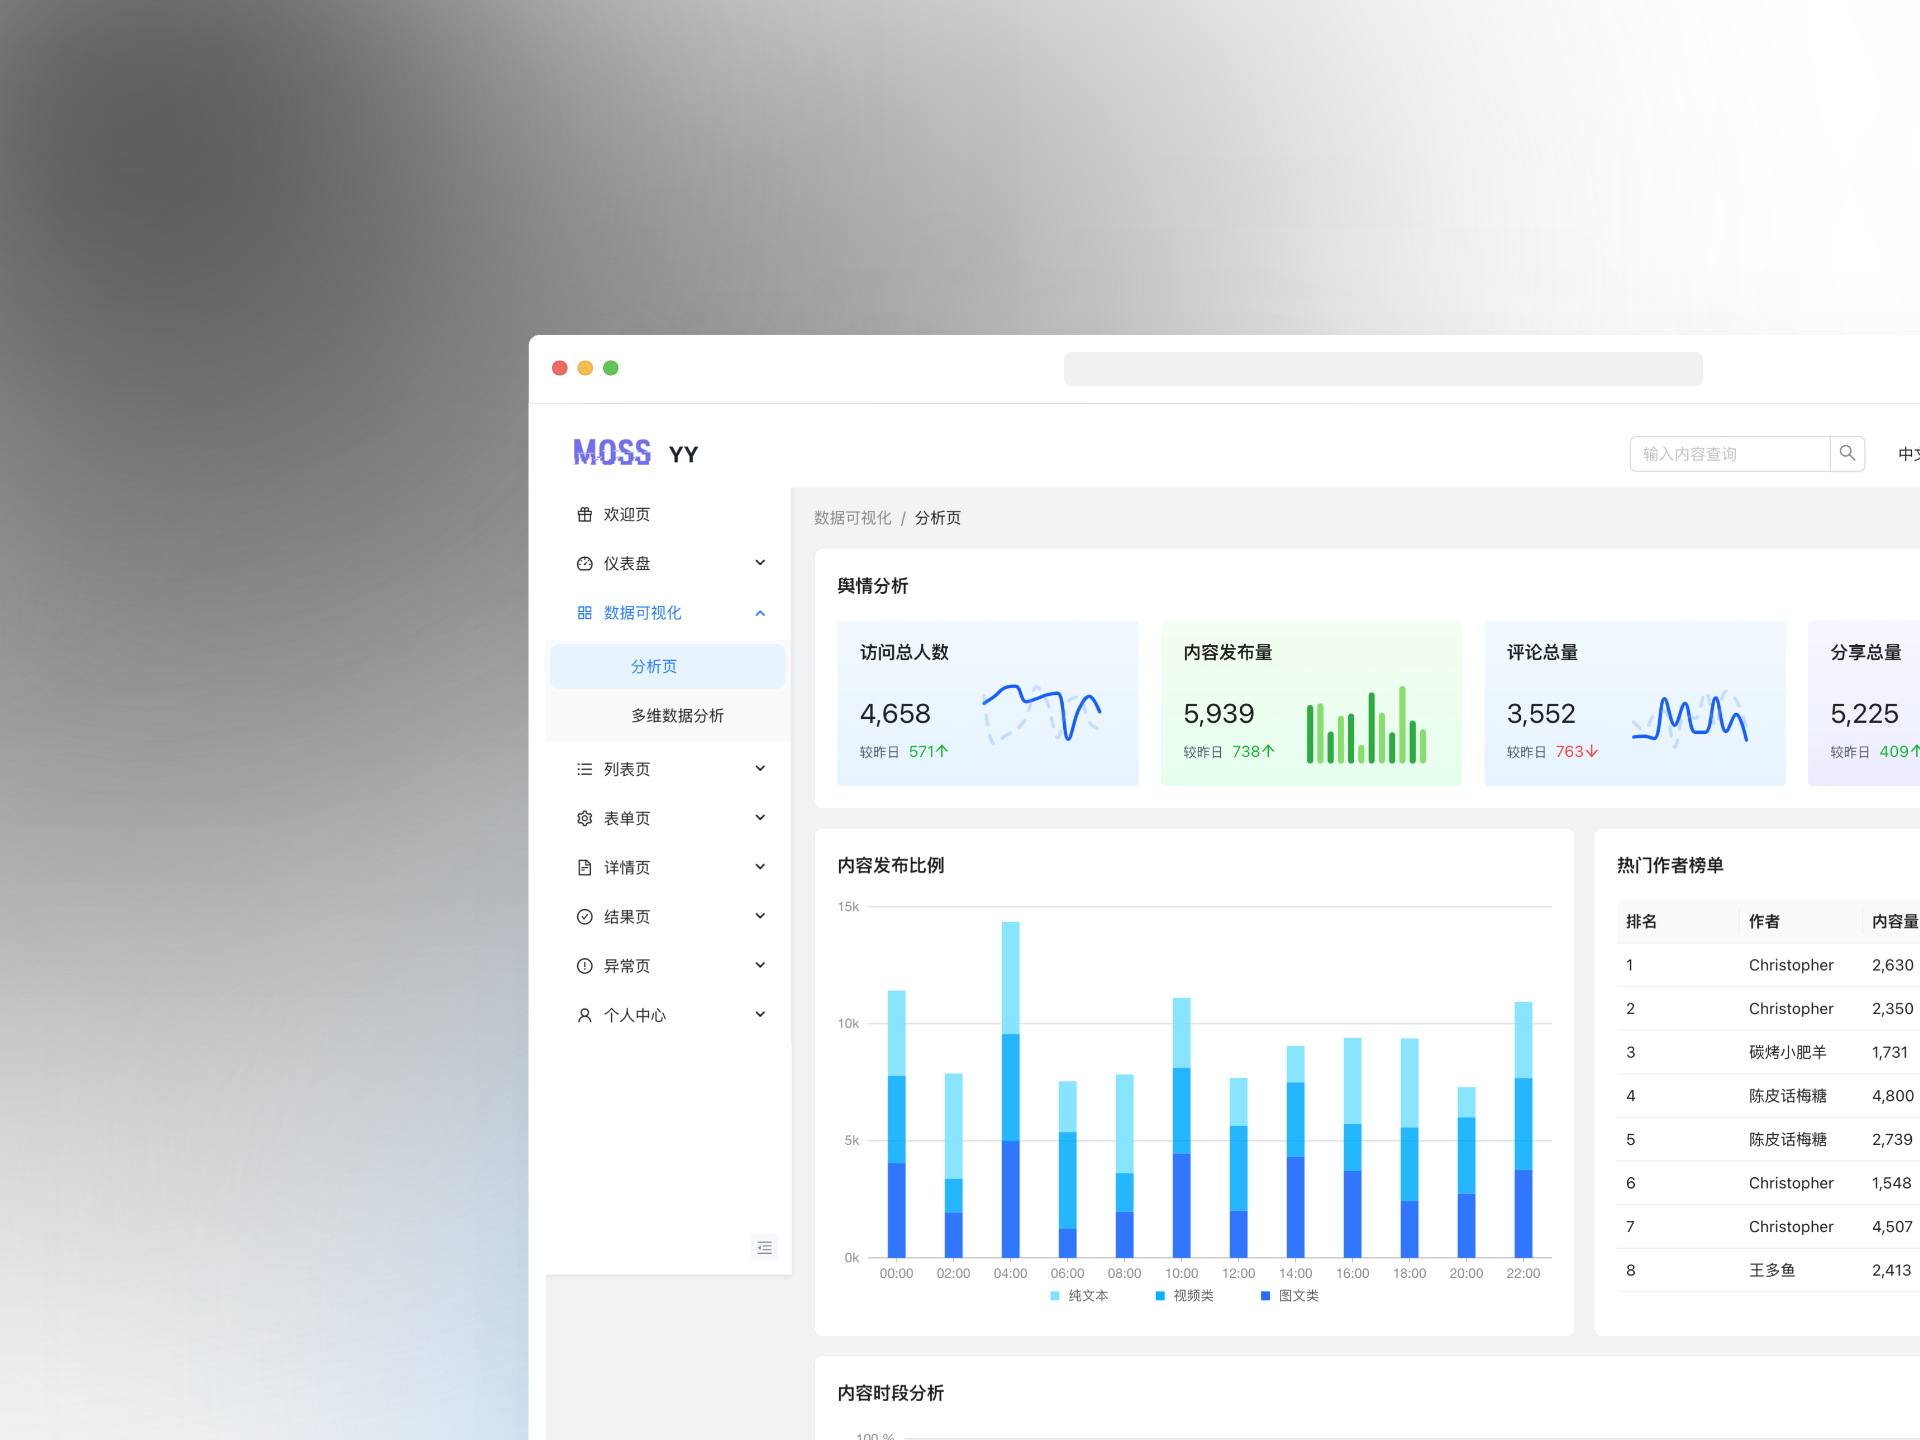 MOSS YY
输入内容查询
中文
欢迎页
仪表盘
数据可视化
分析页
多维数据分析
列表页
表单页
详情页
结果页
异常页
个人中心
数据可视化 / 分析页
舆情分析
访问总人数
4,658
较昨日 571↑
内容发布量
5,939
较昨日 738↑
评论总量
3,552
较昨日 763↓
分享总量
5,225
较昨日 409↑
内容发布比例
15k
10k
5k
0k
00:00 02:00 04:00 06:00 08:00 10:00 12:00 14:00 16:00 18:00 20:00 22:00
纯文本 视频类 图文类
热门作者榜单
排名 作者 内容量
1 Christopher 2,630
2 Christopher 2,350
3 碳烤小肥羊 1,731
4 陈皮话梅糖 4,800
5 陈皮话梅糖 2,739
6 Christopher 1,548
7 Christopher 4,507
8 王多鱼 2,413
内容时段分析
100 %